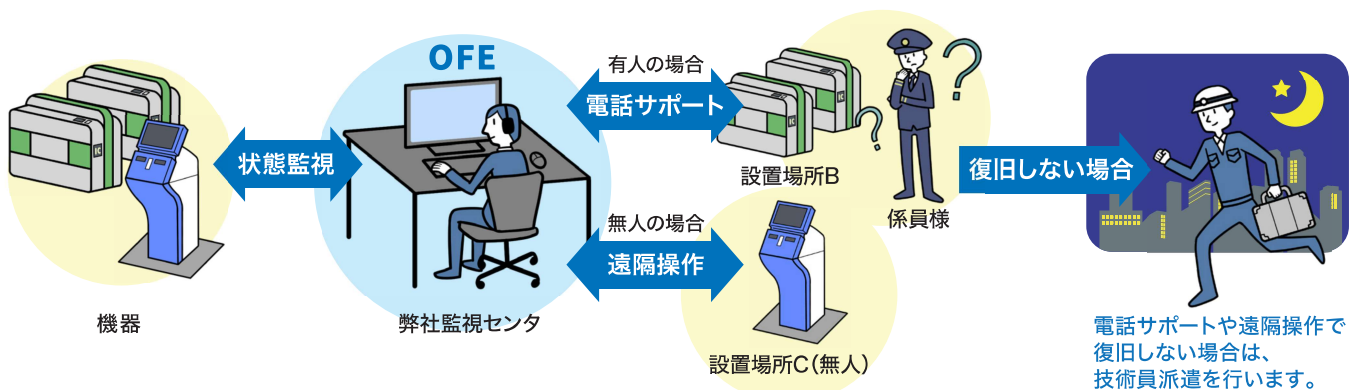 機器
状態監視
OFE
弊社監視センタ
有人の場合
電話サポート
設置場所B
係員様
無人の場合
遠隔操作
設置場所C(無人)
復旧しない場合
電話サポートや遠隔操作で
復旧しない場合は、
技術員派遣を行います。